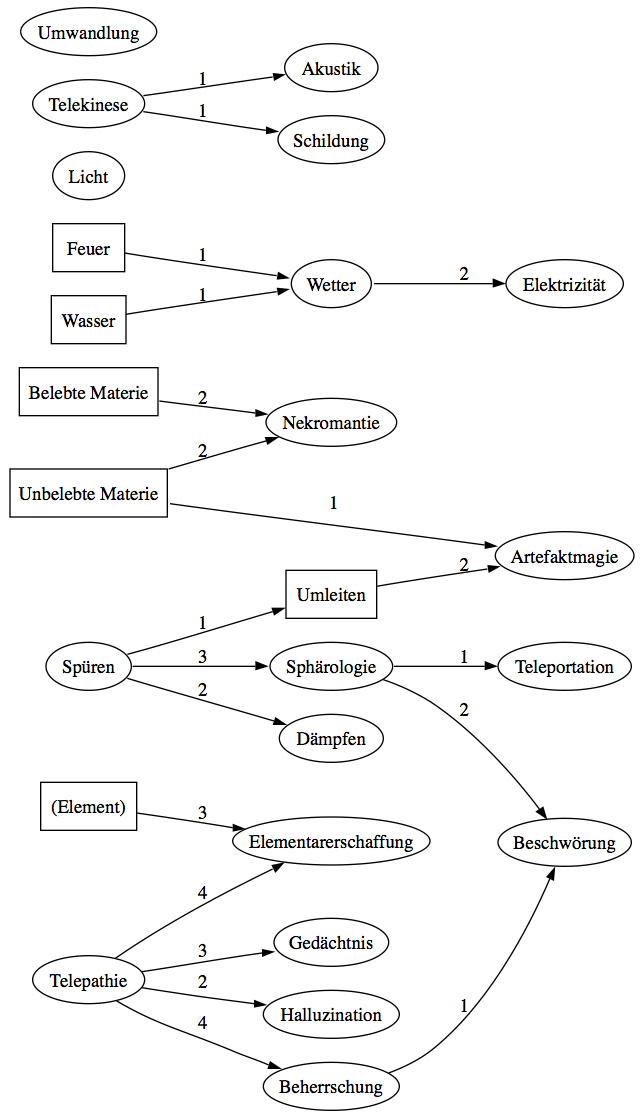 Umwandlung
Akustik
1
Telekinese
1
Schildung
Licht
Feuer
1
Wetter
2
Elektrizität
1
Wasser
Belebte Materie
2
Nekromantie
2
Unbelebte Materie
1
Artefaktmagie
2
Umleiten
1
Spüren
3
Sphärologie
1
Teleportation
2
2
Dämpfen
(Element)
3
Elementarerschaffung
Beschwörung
4
Gedächtnis
3
Telepathie
2
Halluzination
1
4
Beherrschung